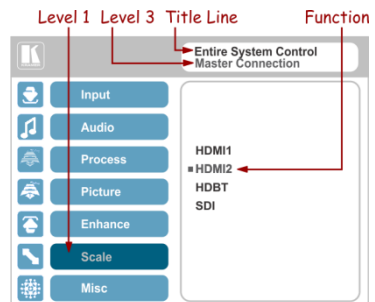 Level 1 Level 3 Title Line Function
K
Entire System Control
Master Connection
Input
Audio
Process
Picture
Enhance
Scale
Misc
HDMI1
HDMI2
HDBT
SDI